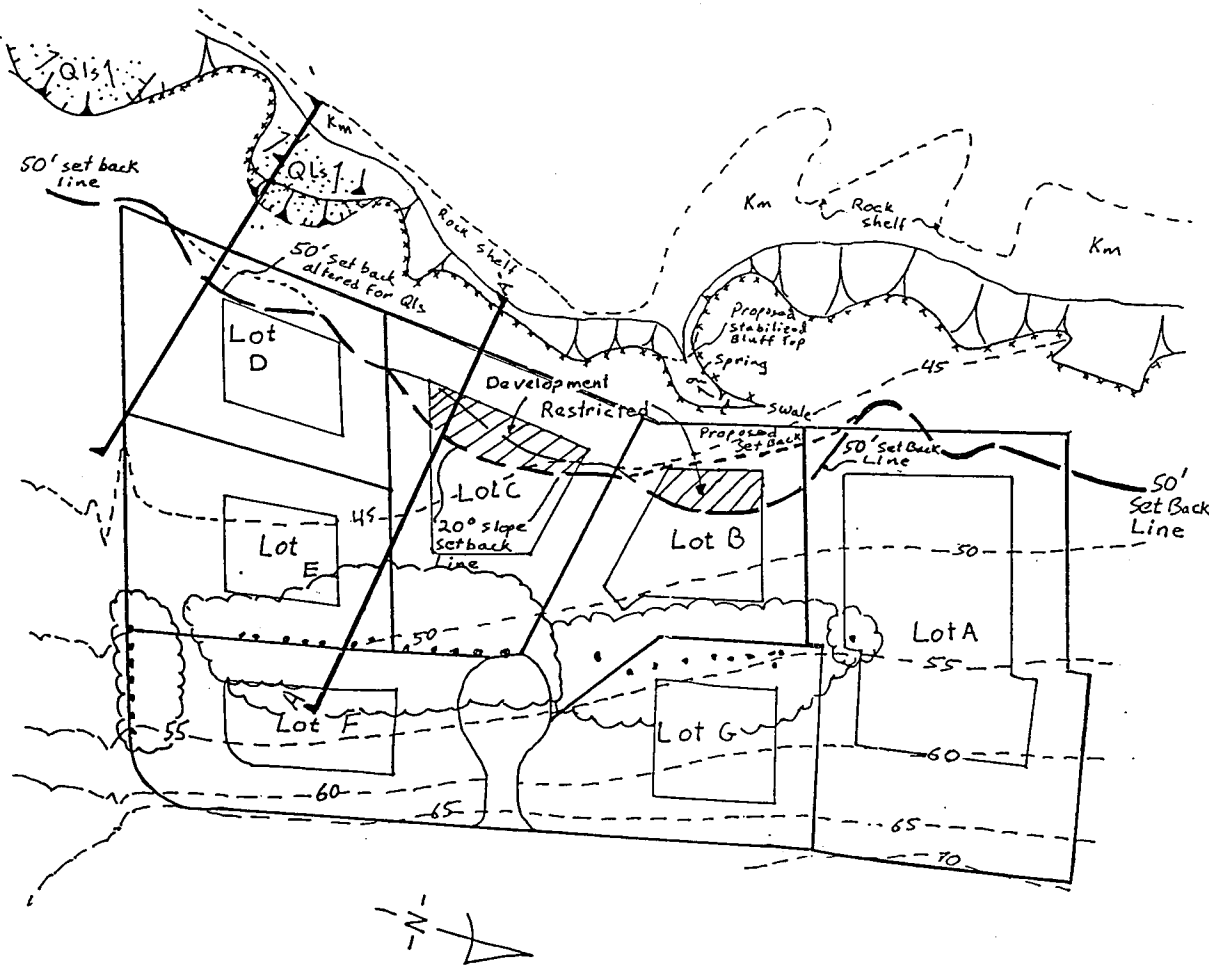 Qls
50' set back
line
Km
Qls
Rock shelf
A'
50' set back
altered for Qls
Km
Rock
shelf
Km
Proposed
Stabilized
Bluff Top
Spring
45
Swale
Lot
D
Development
Restricted
Proposed
Set Back
50' Set Back
Line
50'
Set Back
Line
Lot C
45
20° slope
setback
line
Lot
E
Lot B
50
50
Lot A
55
A
Lot F
55
Lot G
60
60
65
65
70
N